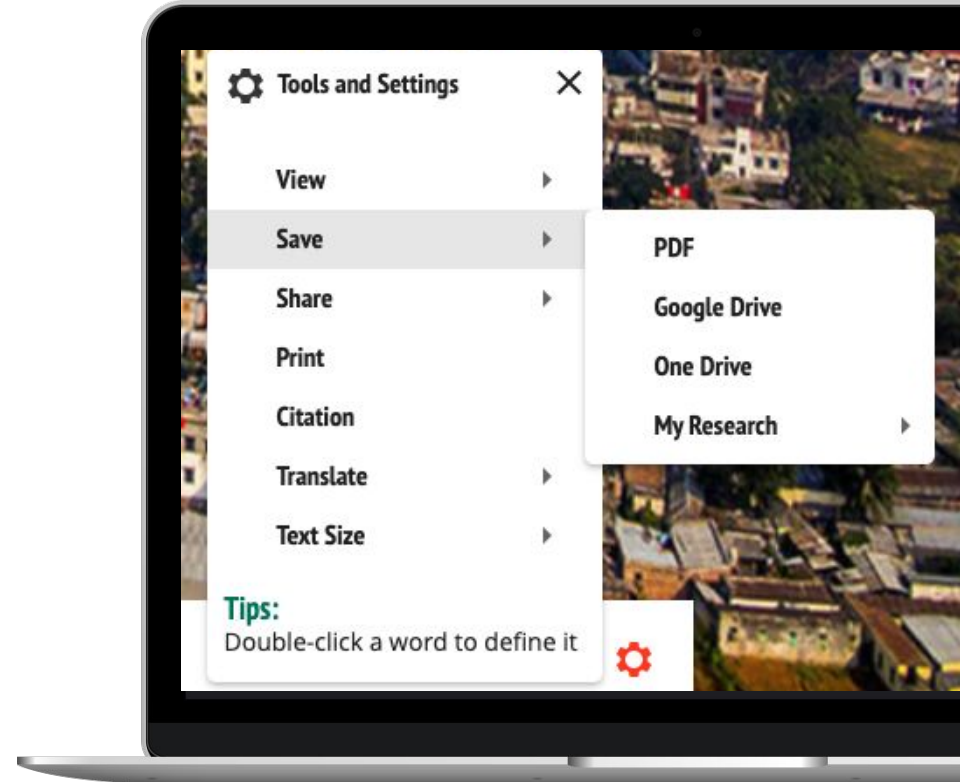 Tools and Settings
View
Save
Share
Print
Citation
Translate
Text Size
Tips:
Double-click a word to define it
PDF
Google Drive
One Drive
My Research